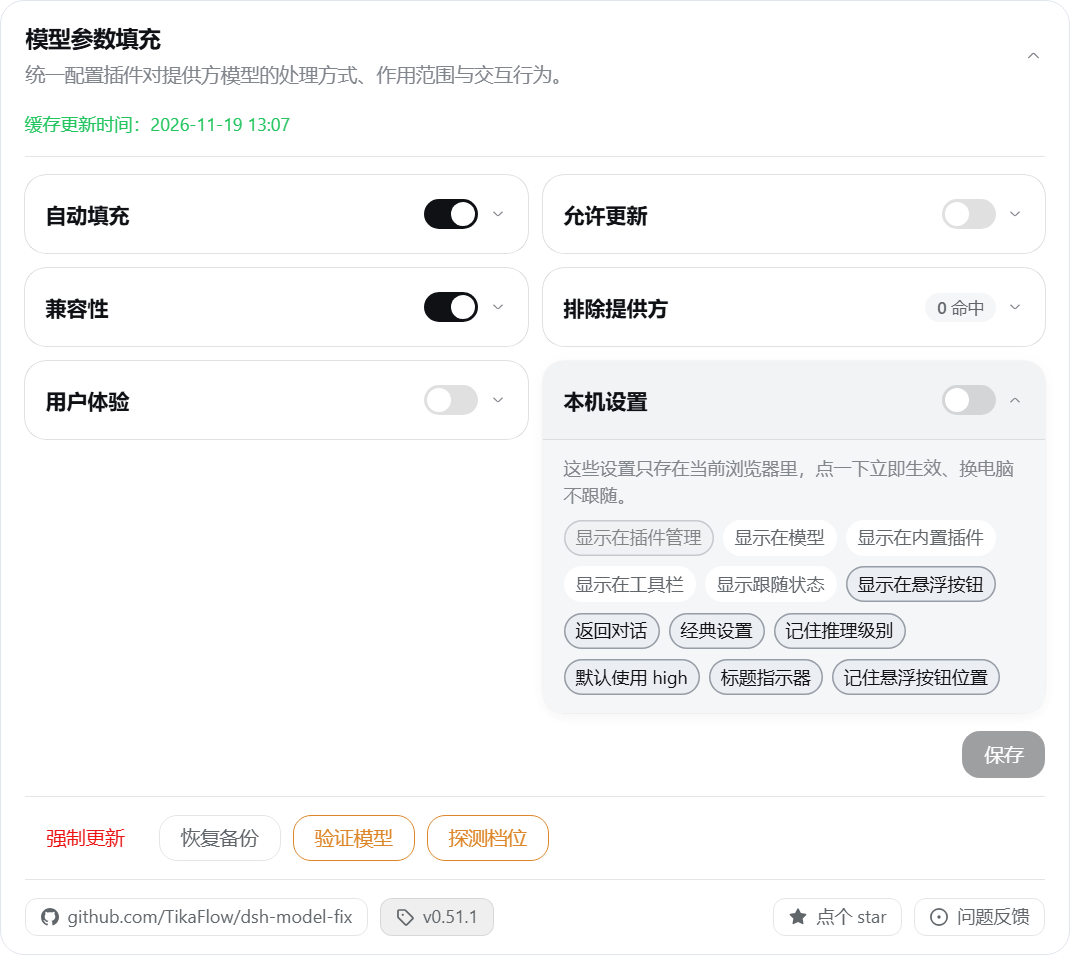 模型参数填充
统一配置插件对提供方模型的处理方式、作用范围与交互行为。
缓存更新时间：2026-11-19 13:07
自动填充
允许更新
兼容性
排除提供方
0 命中
用户体验
本机设置
这些设置只存在当前浏览器里，点一下立即生效、换电脑
不跟随。
显示在插件管理 显示在模型 显示在内置插件
显示在工具栏 显示跟随状态 显示在悬浮按钮
返回对话 经典设置 记住推理级别
默认使用 high 标题指示器 记住悬浮按钮位置
保存
强制更新 恢复备份 验证模型 探测档位
github.com/TikaFlow/dsh-model-fix v0.51.1 点个 star 问题反馈